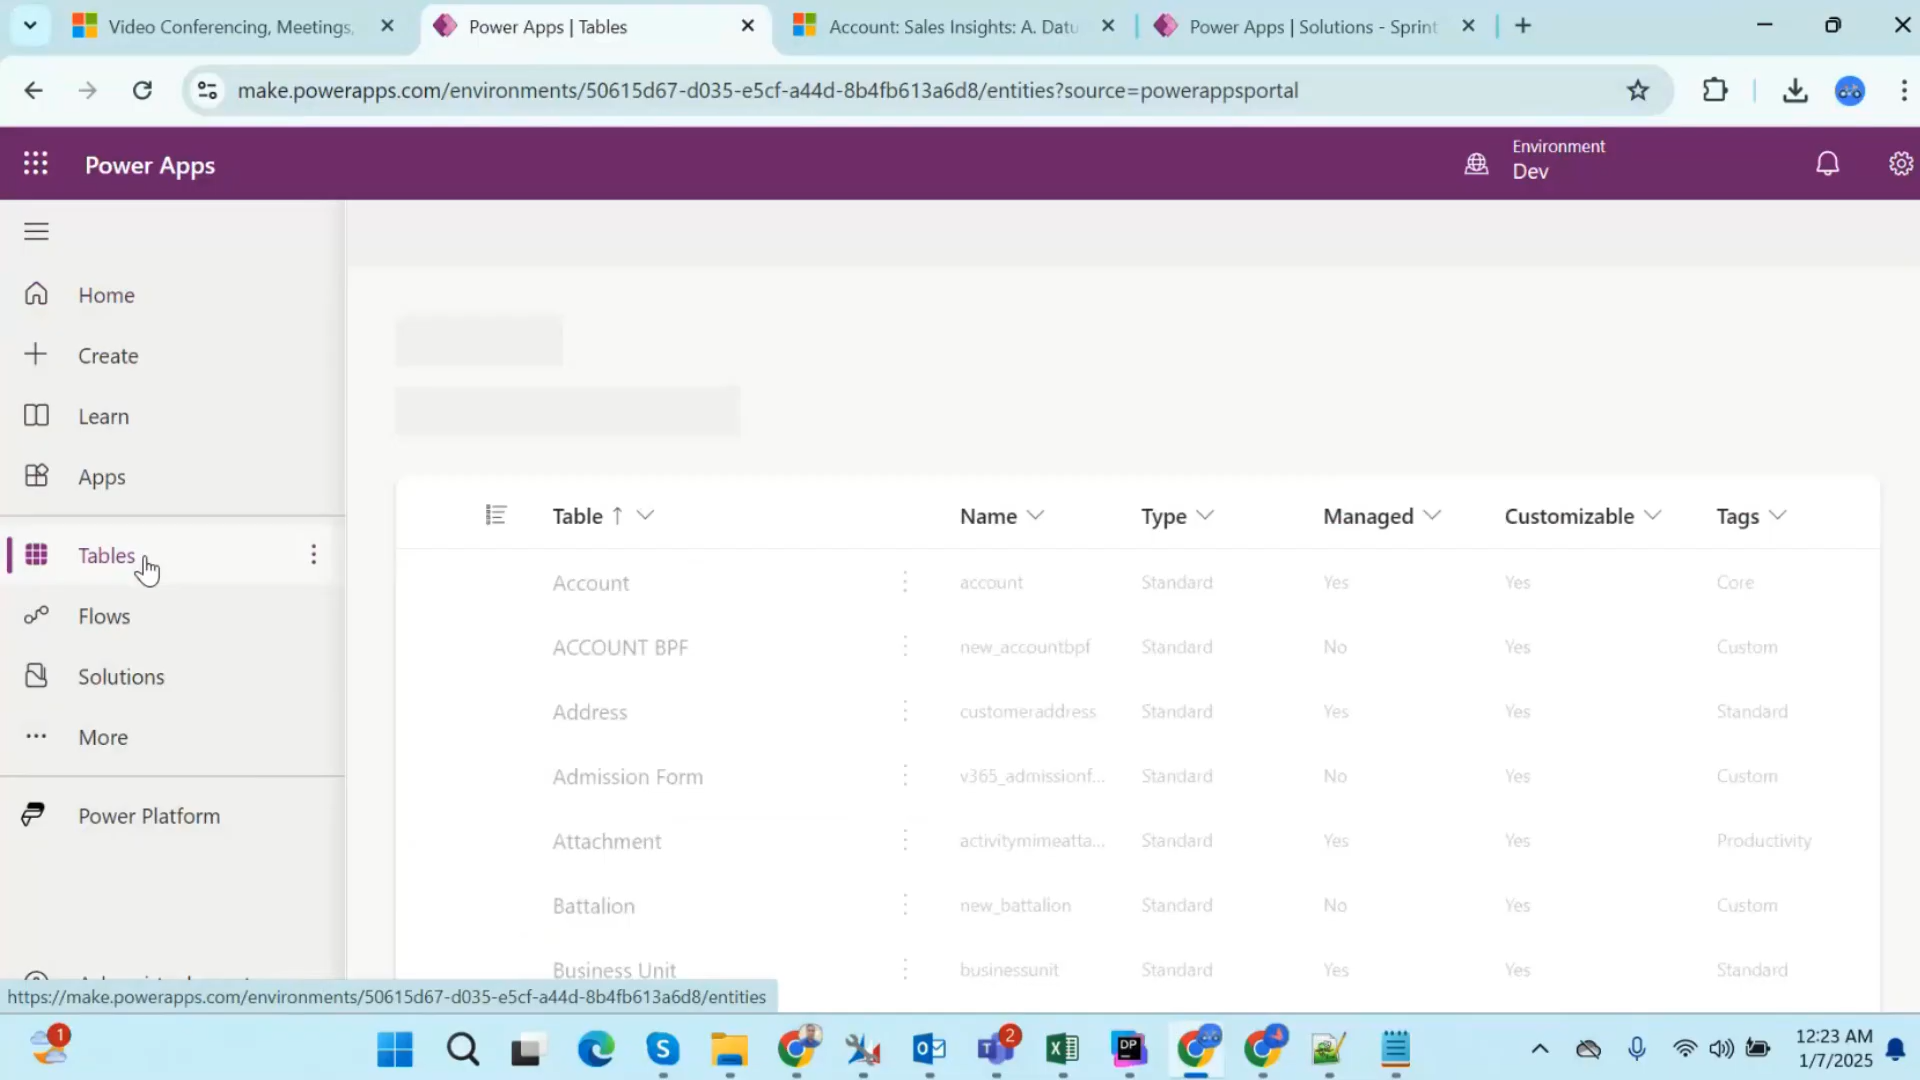 Video Conferencing, Meetings,
Power Apps | Tables
Account: Sales Insights: A. Datu
Power Apps | Solutions - Sprint
make.powerapps.com/environments/50615d67-d035-e5cf-a44d-8b4fb613a6d8/entities?source=powerappsportal
Power Apps
Environment
Dev
Home
Create
Learn
Apps
Tables
Flows
Solutions
More
Power Platform
Table ↑ Name Type Managed Customizable Tags
Account account Standard Yes Yes Core
ACCOUNT BPF new_accountbpf Standard No Yes Custom
Address customeraddress Standard Yes Yes Standard
Admission Form v365_admissionf... Standard No Yes Custom
Attachment activitymimeatta... Standard Yes Yes Productivity
Battalion new_battalion Standard No Yes Custom
Business Unit businessunit Standard Yes Yes Standard
https://make.powerapps.com/environments/50615d67-d035-e5cf-a44d-8b4fb613a6d8/entities
1
2
DP
12:23 AM
1/7/2025